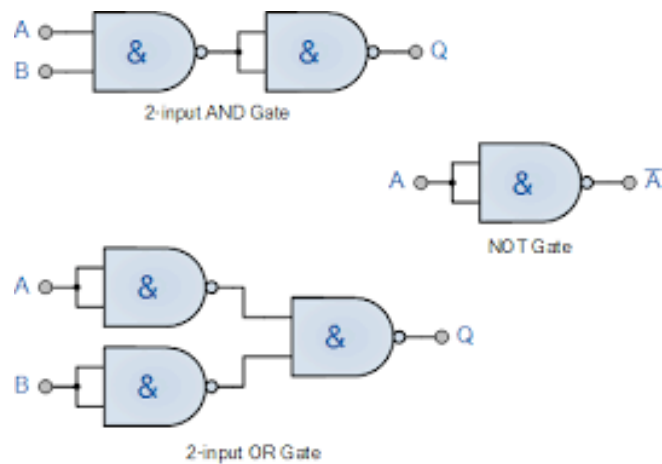 A
B
&
&
Q
2-input AND Gate
A
&
A̅
NOT Gate
A
&
&
Q
B
&
2-input OR Gate